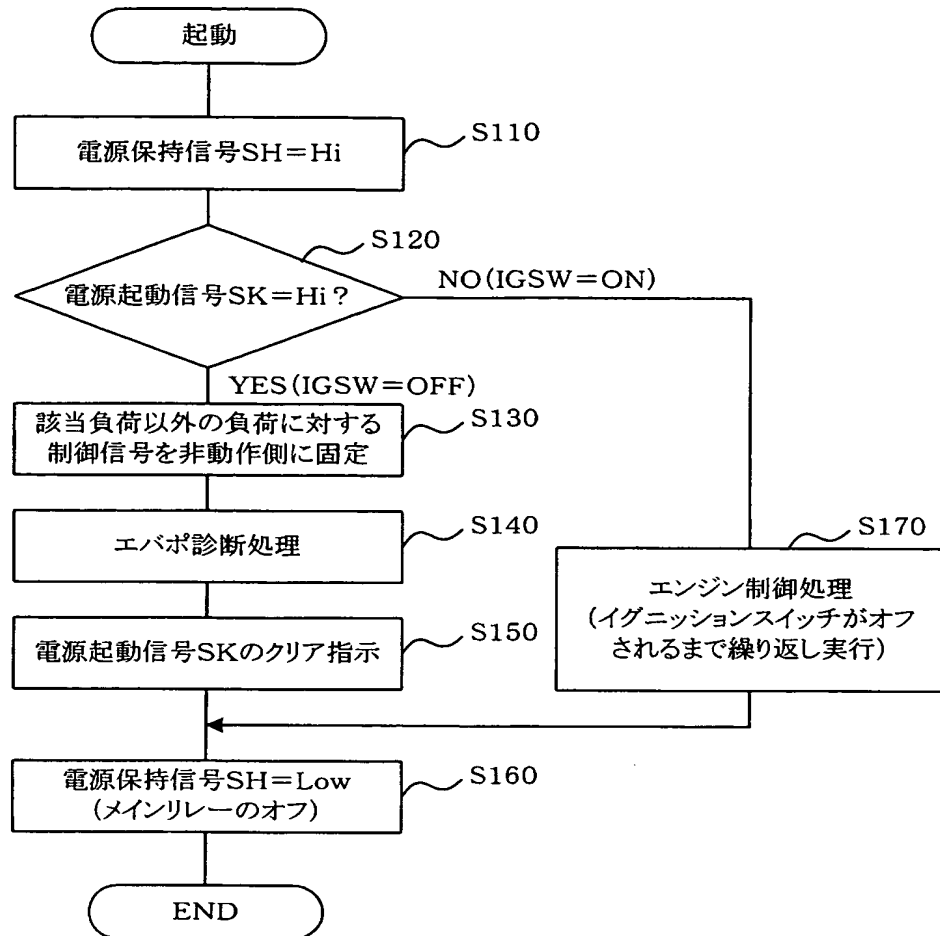 起動
電源保持信号SH=Hi
S110
電源起動信号SK=Hi?
S120
NO(IGSW=ON)
YES(IGSW=OFF)
該当負荷以外の負荷に対する
制御信号を非動作側に固定
S130
エバポ診断処理
S140
電源起動信号SKのクリア指示
S150
エンジン制御処理
(イグニッションスイッチがオフ
されるまで繰り返し実行)
S170
電源保持信号SH=Low
(メインリレーのオフ)
S160
END